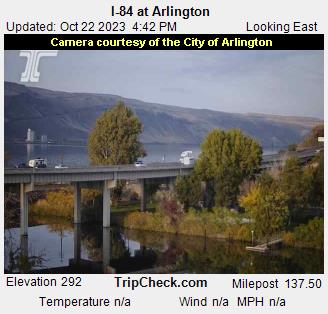 I-84 at Arlington
Updated: Oct 22 2023 4:42 PM Looking East
Camera courtesy of the City of Arlington
Elevation 292 TripCheck.com Milepost 137.50
Temperature n/a Wind n/a MPH n/a